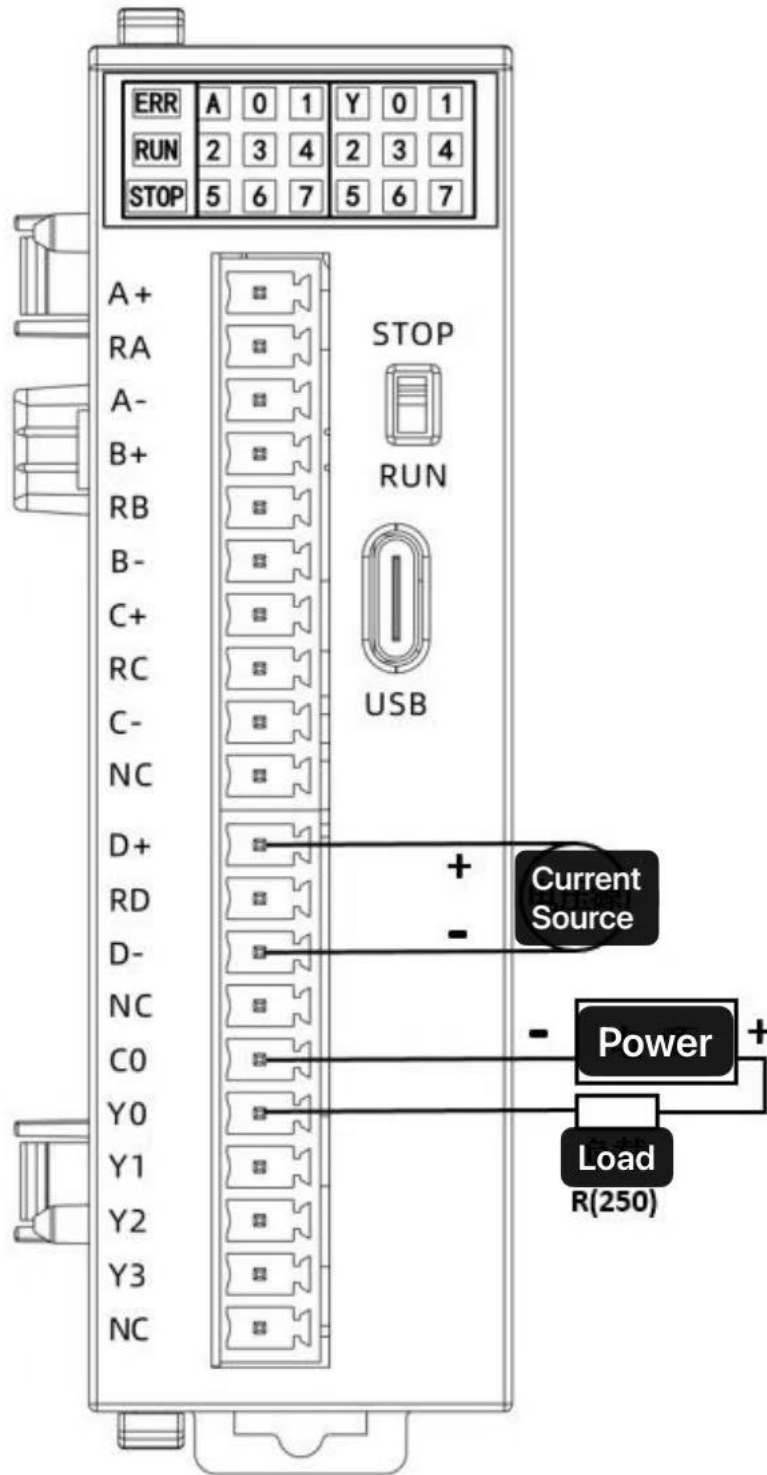 ERR A 0 1 Y 0 1
RUN 2 3 4 2 3 4
STOP 5 6 7 5 6 7
A+
RA
A-
B+
RB
B-
C+
RC
C-
NC
D+
RD
D-
NC
C0
Y0
Y1
Y2
Y3
NC
STOP
RUN
USB
+
Current
Source
-
- Power +
Load
R(250)